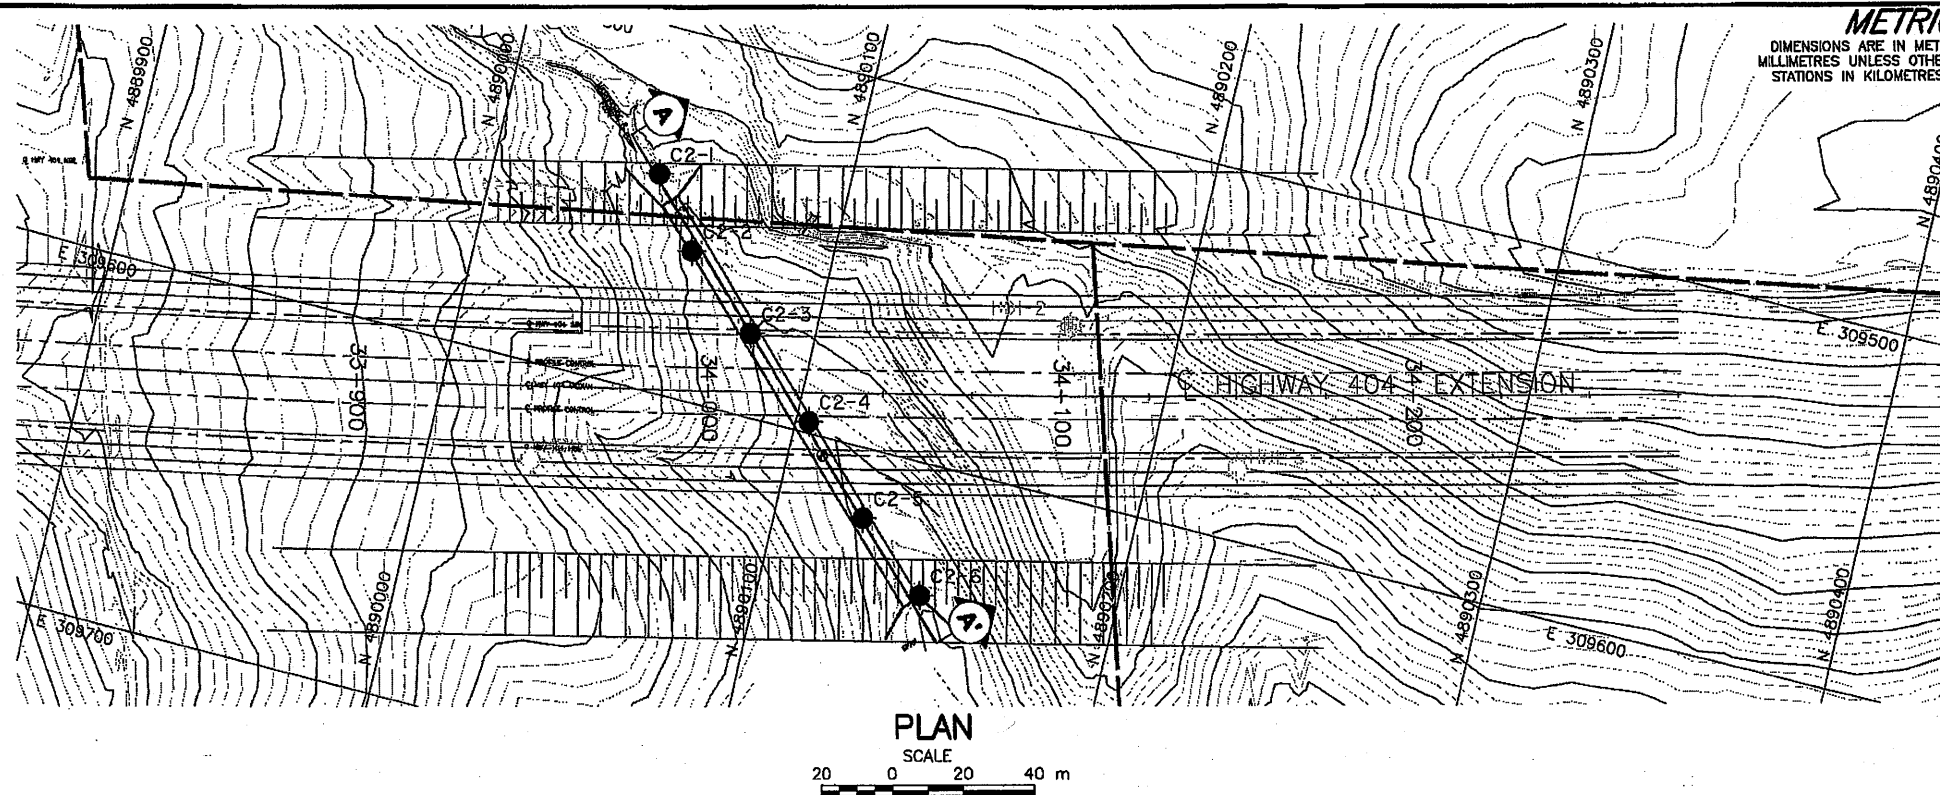 METRIC
DIMENSIONS ARE IN MET
MILLIMETRES UNLESS OTHE
STATIONS IN KILOMETRES
N 4889900
N 4890000
N 4890100
N 4890200
N 4890300
N 4890400
A
C2-1
C2-2
E 309600
C2-3
E 309500
33+900
34+000
34+100
34+200
HIGHWAY 404 EXTENSION
C2-4
C2-5
C2-6
A'
E 309700
N 4890000
N 4890100
N 4890200
N 4890300
N 4890400
E 309600
PLAN
SCALE
20 0 20 40 m